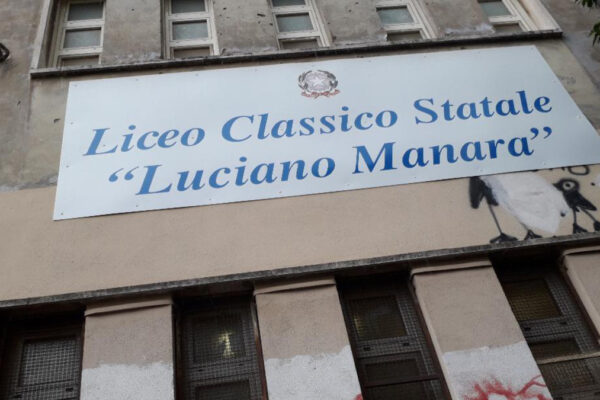 Liceo Classico Statale
“Luciano Manara”